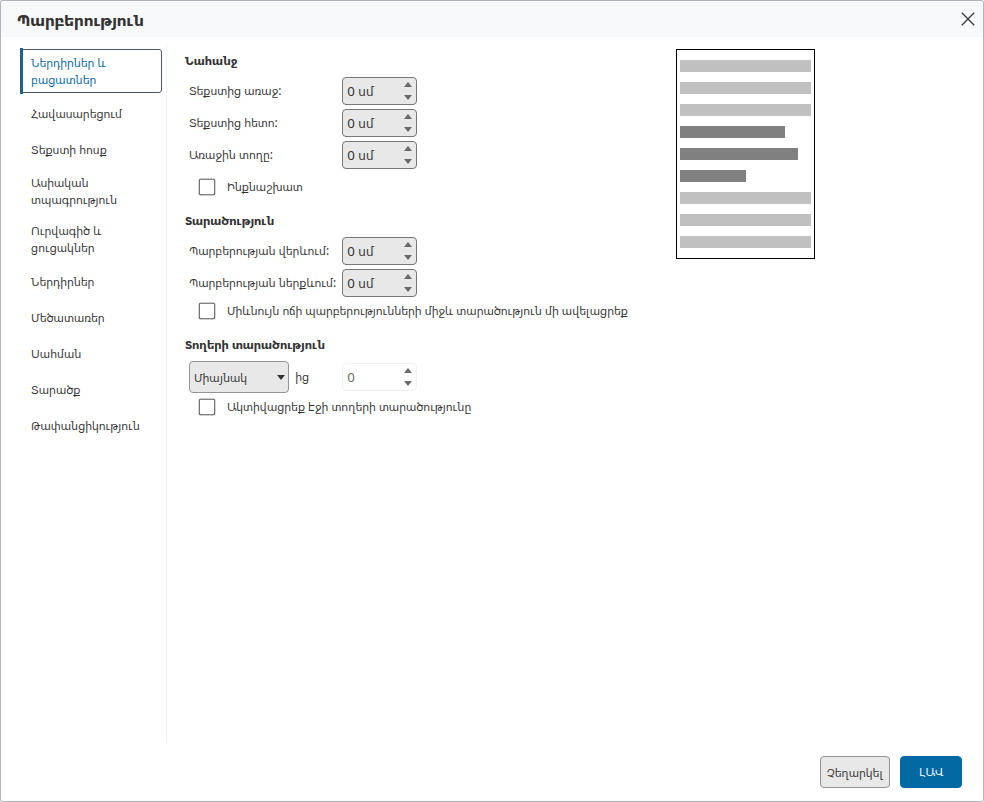 Պարբերություն
Ներդիրներ և
բացատներ
Հավասարեցում
Տեքստի հոսք
Ասիական
տպագրություն
Ուրվագիծ և
ցուցակներ
Ներդիրներ
Մեծատառեր
Սահման
Տարածք
Թափանցիկություն
Նահանջ
Տեքստից առաջ:
0 սմ
Տեքստից հետո:
0 սմ
Առաջին տողը:
0 սմ
Ինքնաշխատ
Տարածություն
Պարբերության վերևում:
0 սմ
Պարբերության ներքևում:
0 սմ
Միևնույն ոճի պարբերությունների միջև տարածություն մի ավելացրեք
Տողերի տարածություն
Միայնակ
ից
0
Ակտիվացրեք Էջի տողերի տարածությունը
Չեղարկել
ԼԱՎ